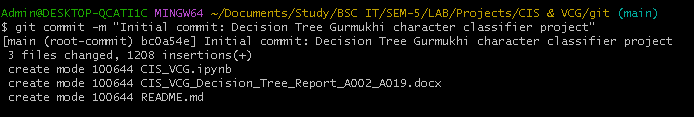 Admin@DESKTOP-QCATI1C MINGW64 ~/Documents/Study/BSC IT/SEM-5/LAB/Projects/CIS & VCG/git (main)
$ git commit -m "Initial commit: Decision Tree Gurmukhi character classifier project"
[main (root-commit) bc0a54e] Initial commit: Decision Tree Gurmukhi character classifier project
 3 files changed, 1208 insertions(+)
 create mode 100644 CIS_VCG.ipynb
 create mode 100644 CIS_VCG_Decision_Tree_Report_A002_A019.docx
 create mode 100644 README.md